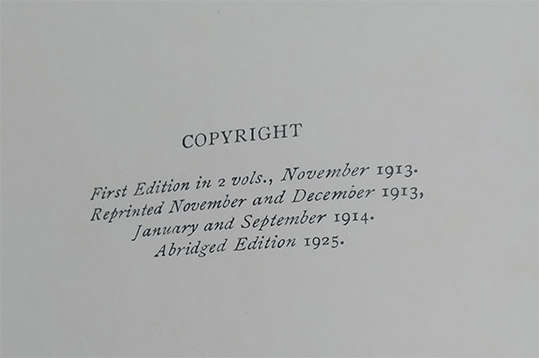 COPYRIGHT
First Edition in 2 vols., November 1913.
Reprinted November and December 1913,
January and September 1914.
Abridged Edition 1925.